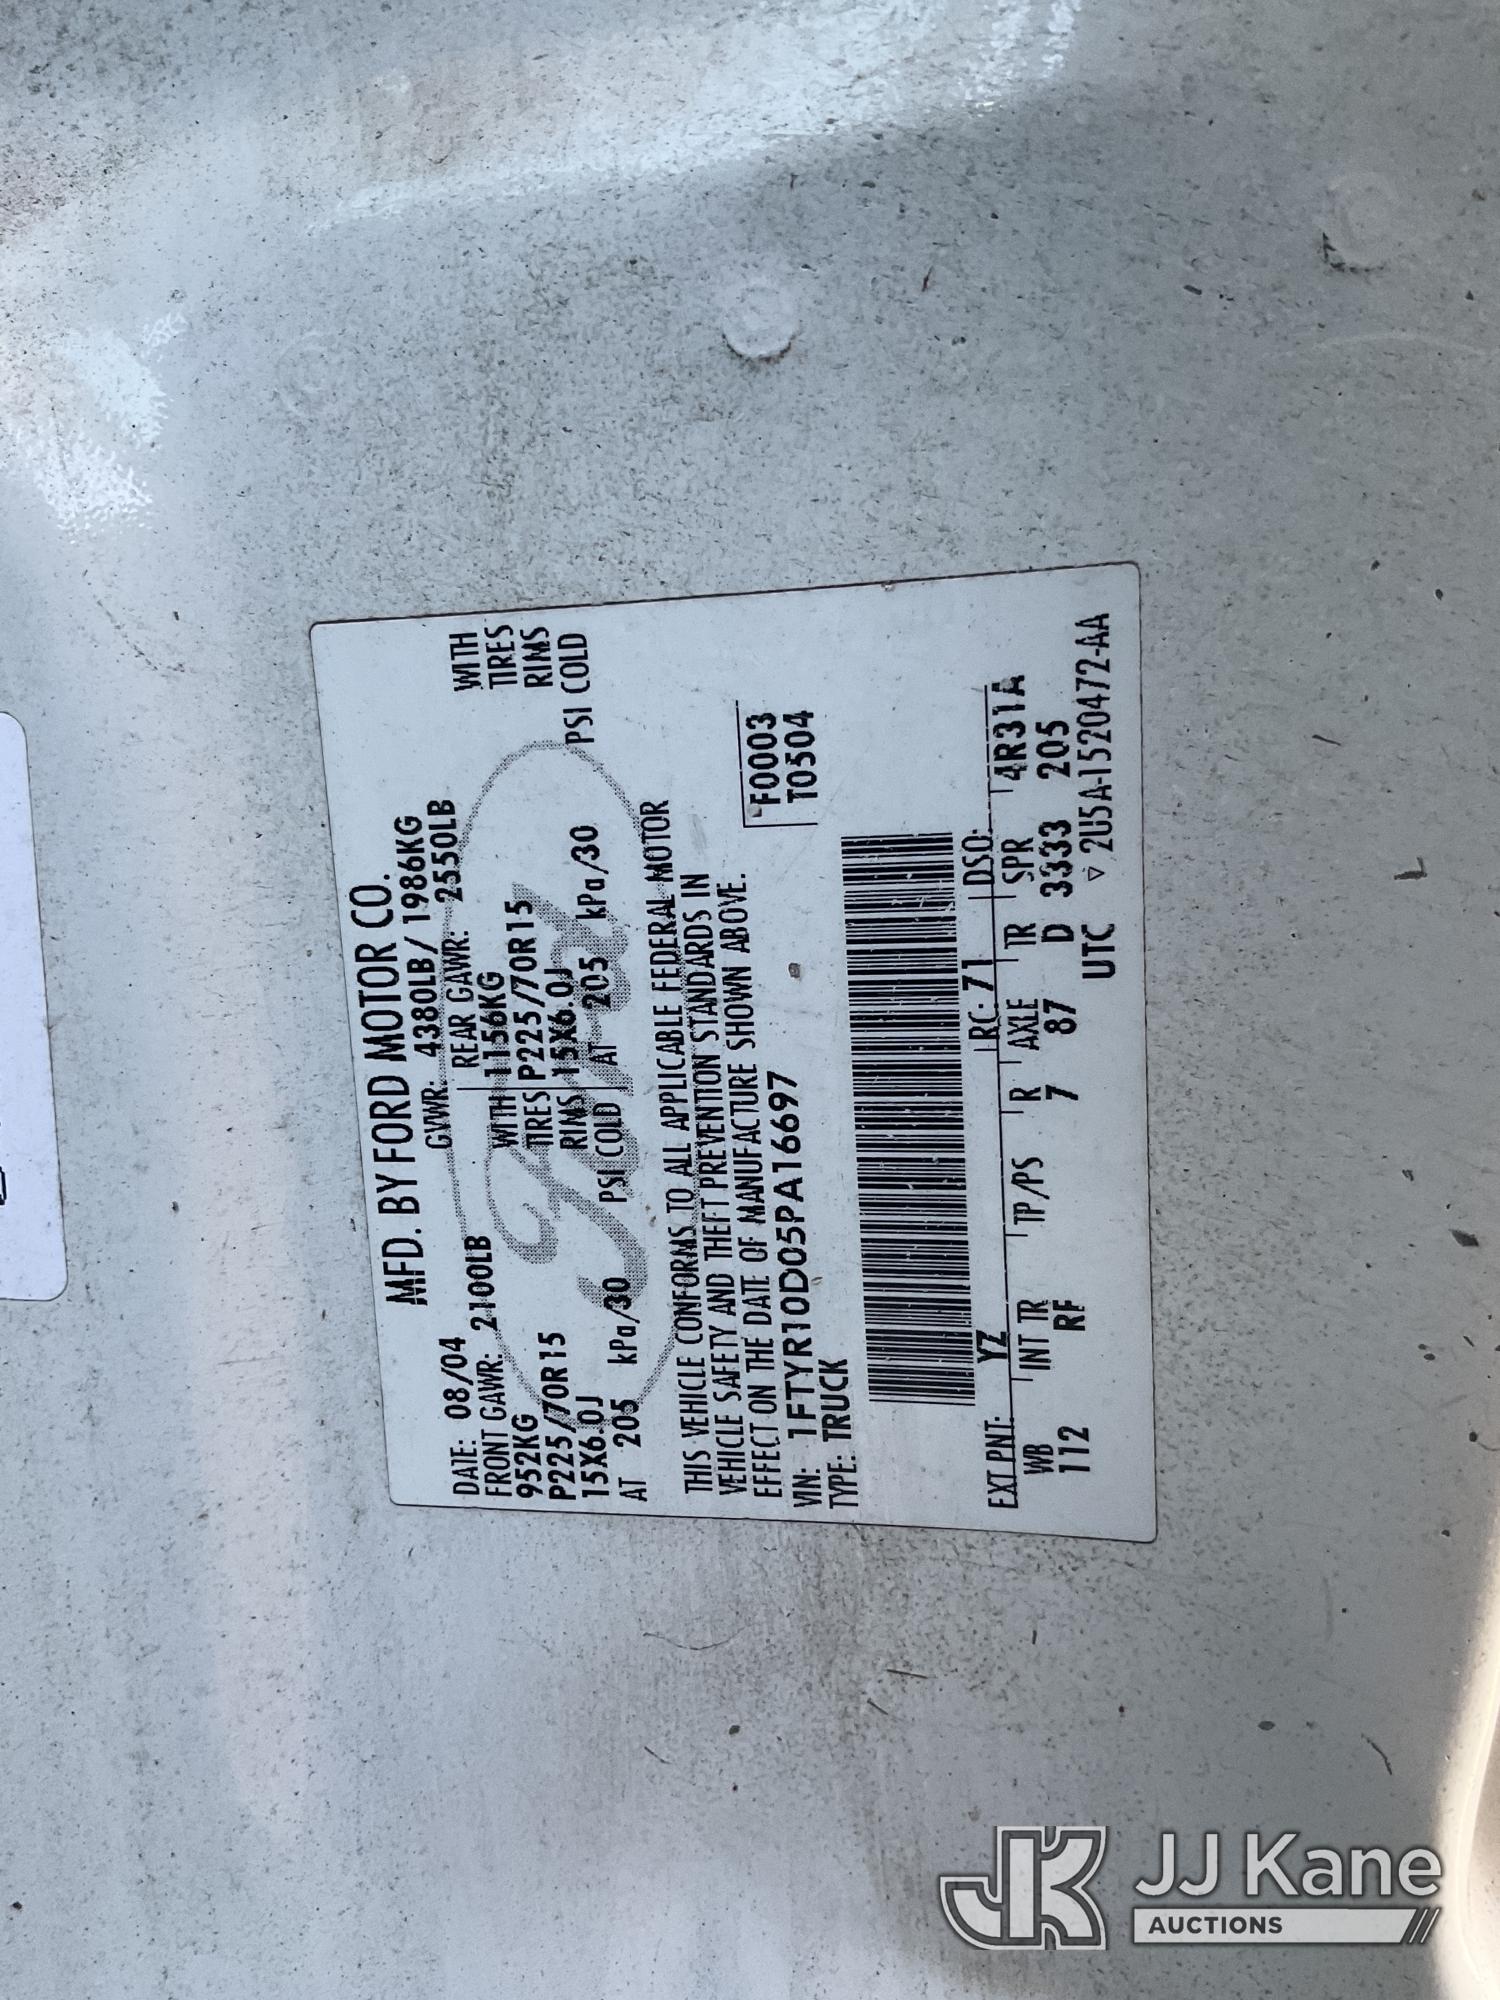 MFD. BY FORD MOTOR CO.
DATE: 08/04 GVWR: 4380LB/ 1986KG
FRONT GAWR: 2100LB REAR GAWR: 2550LB
952KG WITH 1156KG WITH
P225/70R15 TIRES P225/70R15 TIRES
15X6.0J RIMS 15X6.0J RIMS
AT 205 kPa/30 PSI COLD AT 205 kPa/30 PSI COLD
Ford
THIS VEHICLE CONFORMS TO ALL APPLICABLE FEDERAL MOTOR
VEHICLE SAFETY AND THEFT PREVENTION STANDARDS IN
EFFECT ON THE DATE OF MANUFACTURE SHOWN ABOVE.
VIN: 1FTYR10D05PA16697 F0003
TYPE: TRUCK T0504
EXT PNT: YZ RC: 71 DSO:
WB INT TR TP/PS R AXLE TR SPR 4R31A
112 RF 7 87 D 3333 205
UTC ▽ 2U5A-1520472-AA
JK JJ Kane
AUCTIONS